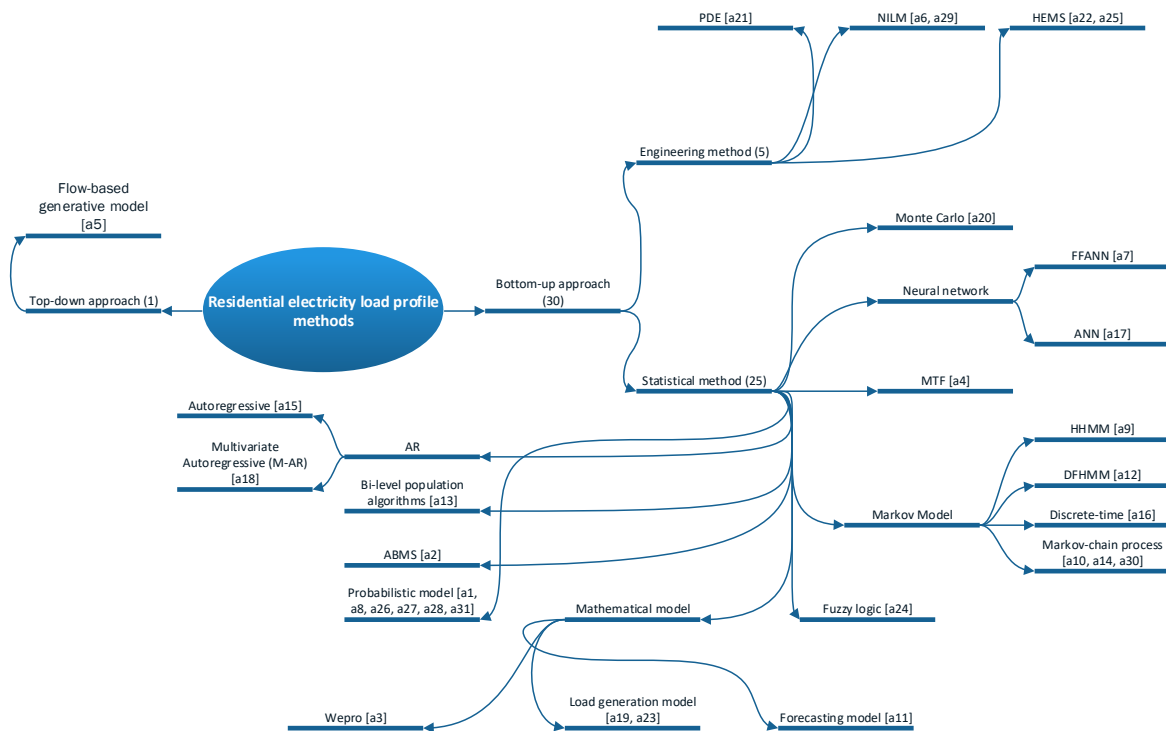 PDE [a21]
NILM [a6, a29]
HEMS [a22, a25]
Engineering method (5)
Flow-based
generative model
[a5]
Monte Carlo [a20]
FFANN [a7]
Top-down approach (1)
Residential electricity load profile
methods
Bottom-up approach
(30)
Neural network
ANN [a17]
Statistical method (25)
MTF [a4]
Autoregressive [a15]
Multivariate
Autoregressive (M-AR)
[a18]
AR
HHMM [a9]
Bi-level population
algorithms [a13]
DFHMM [a12]
Markov Model
Discrete-time [a16]
ABMS [a2]
Markov-chain process
[a10, a14, a30]
Probabilistic model [a1,
a8, a26, a27, a28, a31]
Mathematical model
Fuzzy logic [a24]
Wepro [a3]
Load generation model
[a19, a23]
Forecasting model [a11]